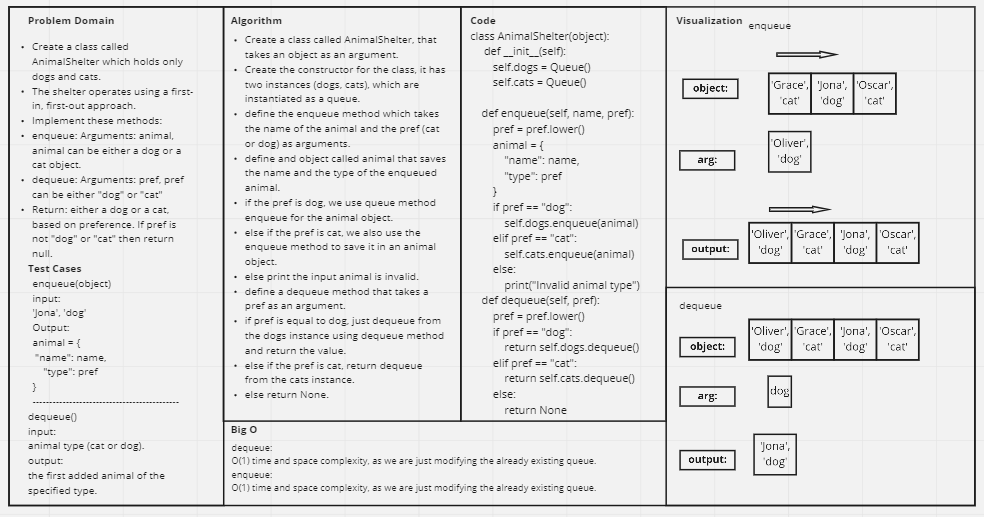 Problem Domain
• Create a class called
AnimalShelter which holds only
dogs and cats.
• The shelter operates using a first-
in, first-out approach.
• Implement these methods:
• enqueue: Arguments: animal,
animal can be either a dog or a
cat object.
• dequeue: Arguments: pref, pref
can be either "dog" or "cat"
• Return: either a dog or a cat,
based on preference. If pref is
not "dog" or "cat" then return
null.
Test Cases
enqueue(object)
input:
'Jona', 'dog'
Output:
animal = {
"name": name,
"type": pref
}
----------------------------------------
dequeue()
input:
animal type (cat or dog).
output:
the first added animal of the
specified type.
Algorithm
• Create a class called AnimalShelter, that
takes an object as an argument.
• Create the constructor for the class, it has
two instances (dogs, cats), which are
instantiated as a queue.
• define the enqueue method which takes
the name of the animal and the pref (cat
or dog) as arguments.
• define and object called animal that saves
the name and the type of the enqueued
animal.
• if the pref is dog, we use queue method
enqueue for the animal object.
• else if the pref is cat, we also use the
enqueue method to save it in an animal
object.
• else print the input animal is invalid.
• define a dequeue method that takes a
pref as an argument.
• if pref is equal to dog, just dequeue from
the dogs instance using dequeue method
and return the value.
• else if the pref is cat, return dequeue
from the cats instance.
• else return None.
Code
class AnimalShelter(object):
def __init__(self):
self.dogs = Queue()
self.cats = Queue()
def enqueue(self, name, pref):
pref = pref.lower()
animal = {
"name": name,
"type": pref
}
if pref == "dog":
self.dogs.enqueue(animal)
elif pref == "cat":
self.cats.enqueue(animal)
else:
print("Invalid animal type")
def dequeue(self, pref):
pref = pref.lower()
if pref == "dog":
return self.dogs.dequeue()
elif pref == "cat":
return self.cats.dequeue()
else:
return None
Big O
dequeue:
O(1) time and space complexity, as we are just modifying the already existing queue.
enqueue:
O(1) time and space complexity, as we are just modifying the already existing queue.
Visualization enqueue
object: 'Grace', 'Jona', 'Oscar',
'cat' 'dog' 'cat'
arg: 'Oliver',
'dog'
output: 'Oliver', 'Grace', 'Jona', 'Oscar',
'dog' 'cat' 'dog' 'cat'
dequeue
object: 'Oliver', 'Grace', 'Jona', 'Oscar',
'dog' 'cat' 'dog' 'cat'
arg: dog
output: 'Jona',
'dog'